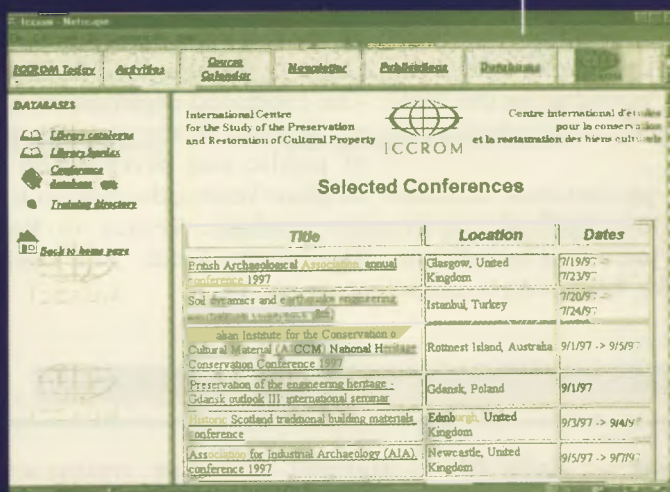 Iccrom - Netscape
ICCROM Today Activities Course Calendar Newsletter Publications Databases
DATABASES
Library catalogue
Library
Conference
database
Training directory
Back to home page
International Centre
for the Study of the Preservation
and Restoration of Cultural Property
ICCROM
Centre international d'études
pour la conservation
et la restauration des biens culturels
Selected Conferences
Title Location Dates
British Archaeological Association annual conference 1997
Glasgow, United Kingdom
7/19/97 -> 7/23/97
Soil dynamics and earthquake engineering
Istanbul, Turkey
7/20/97 -> 7/24/97
Institute for the Conservation o
Cultural Material (AICCM) National Heritage
Conservation Conference 1997
Rottnest Island, Australia
9/1/97 -> 9/5/97
Preservation of the engineering heritage -
Gdansk outlook III international seminar
Gdansk, Poland
9/1/97
Historic Scotland traditional building materials
conference
Edinburgh, United Kingdom
9/3/97 -> 9/4/97
Association for Industrial Archaeology (AIA)
conference 1997
Newcastle, United Kingdom
9/5/97 -> 9/7/97